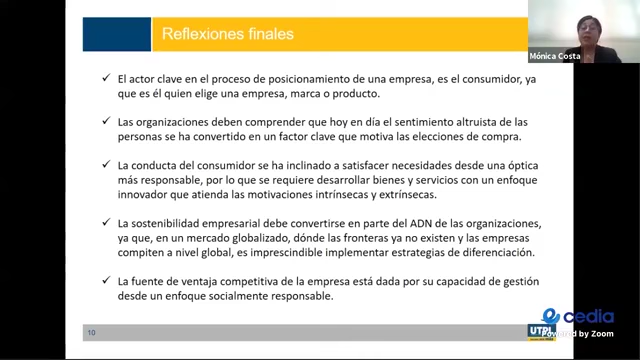 Reflexiones finales
Mónica Costa
✓ El actor clave en el proceso de posicionamiento de una empresa, es el consumidor, ya
que es él quien elige una empresa, marca o producto.
✓ Las organizaciones deben comprender que hoy en día el sentimiento altruista de las
personas se ha convertido en un factor clave que motiva las elecciones de compra.
✓ La conducta del consumidor se ha inclinado a satisfacer necesidades desde una óptica
más responsable, por lo que se requiere desarrollar bienes y servicios con un enfoque
innovador que atienda las motivaciones intrínsecas y extrínsecas.
✓ La sostenibilidad empresarial debe convertirse en parte del ADN de las organizaciones,
ya que, en un mercado globalizado, dónde las fronteras ya no existen y las empresas
compiten a nivel global, es imprescindible implementar estrategias de diferenciación.
✓ La fuente de ventaja competitiva de la empresa está dada por su capacidad de gestión
desde un enfoque socialmente responsable.
cedia
10
UTPL
Powered by Zoom